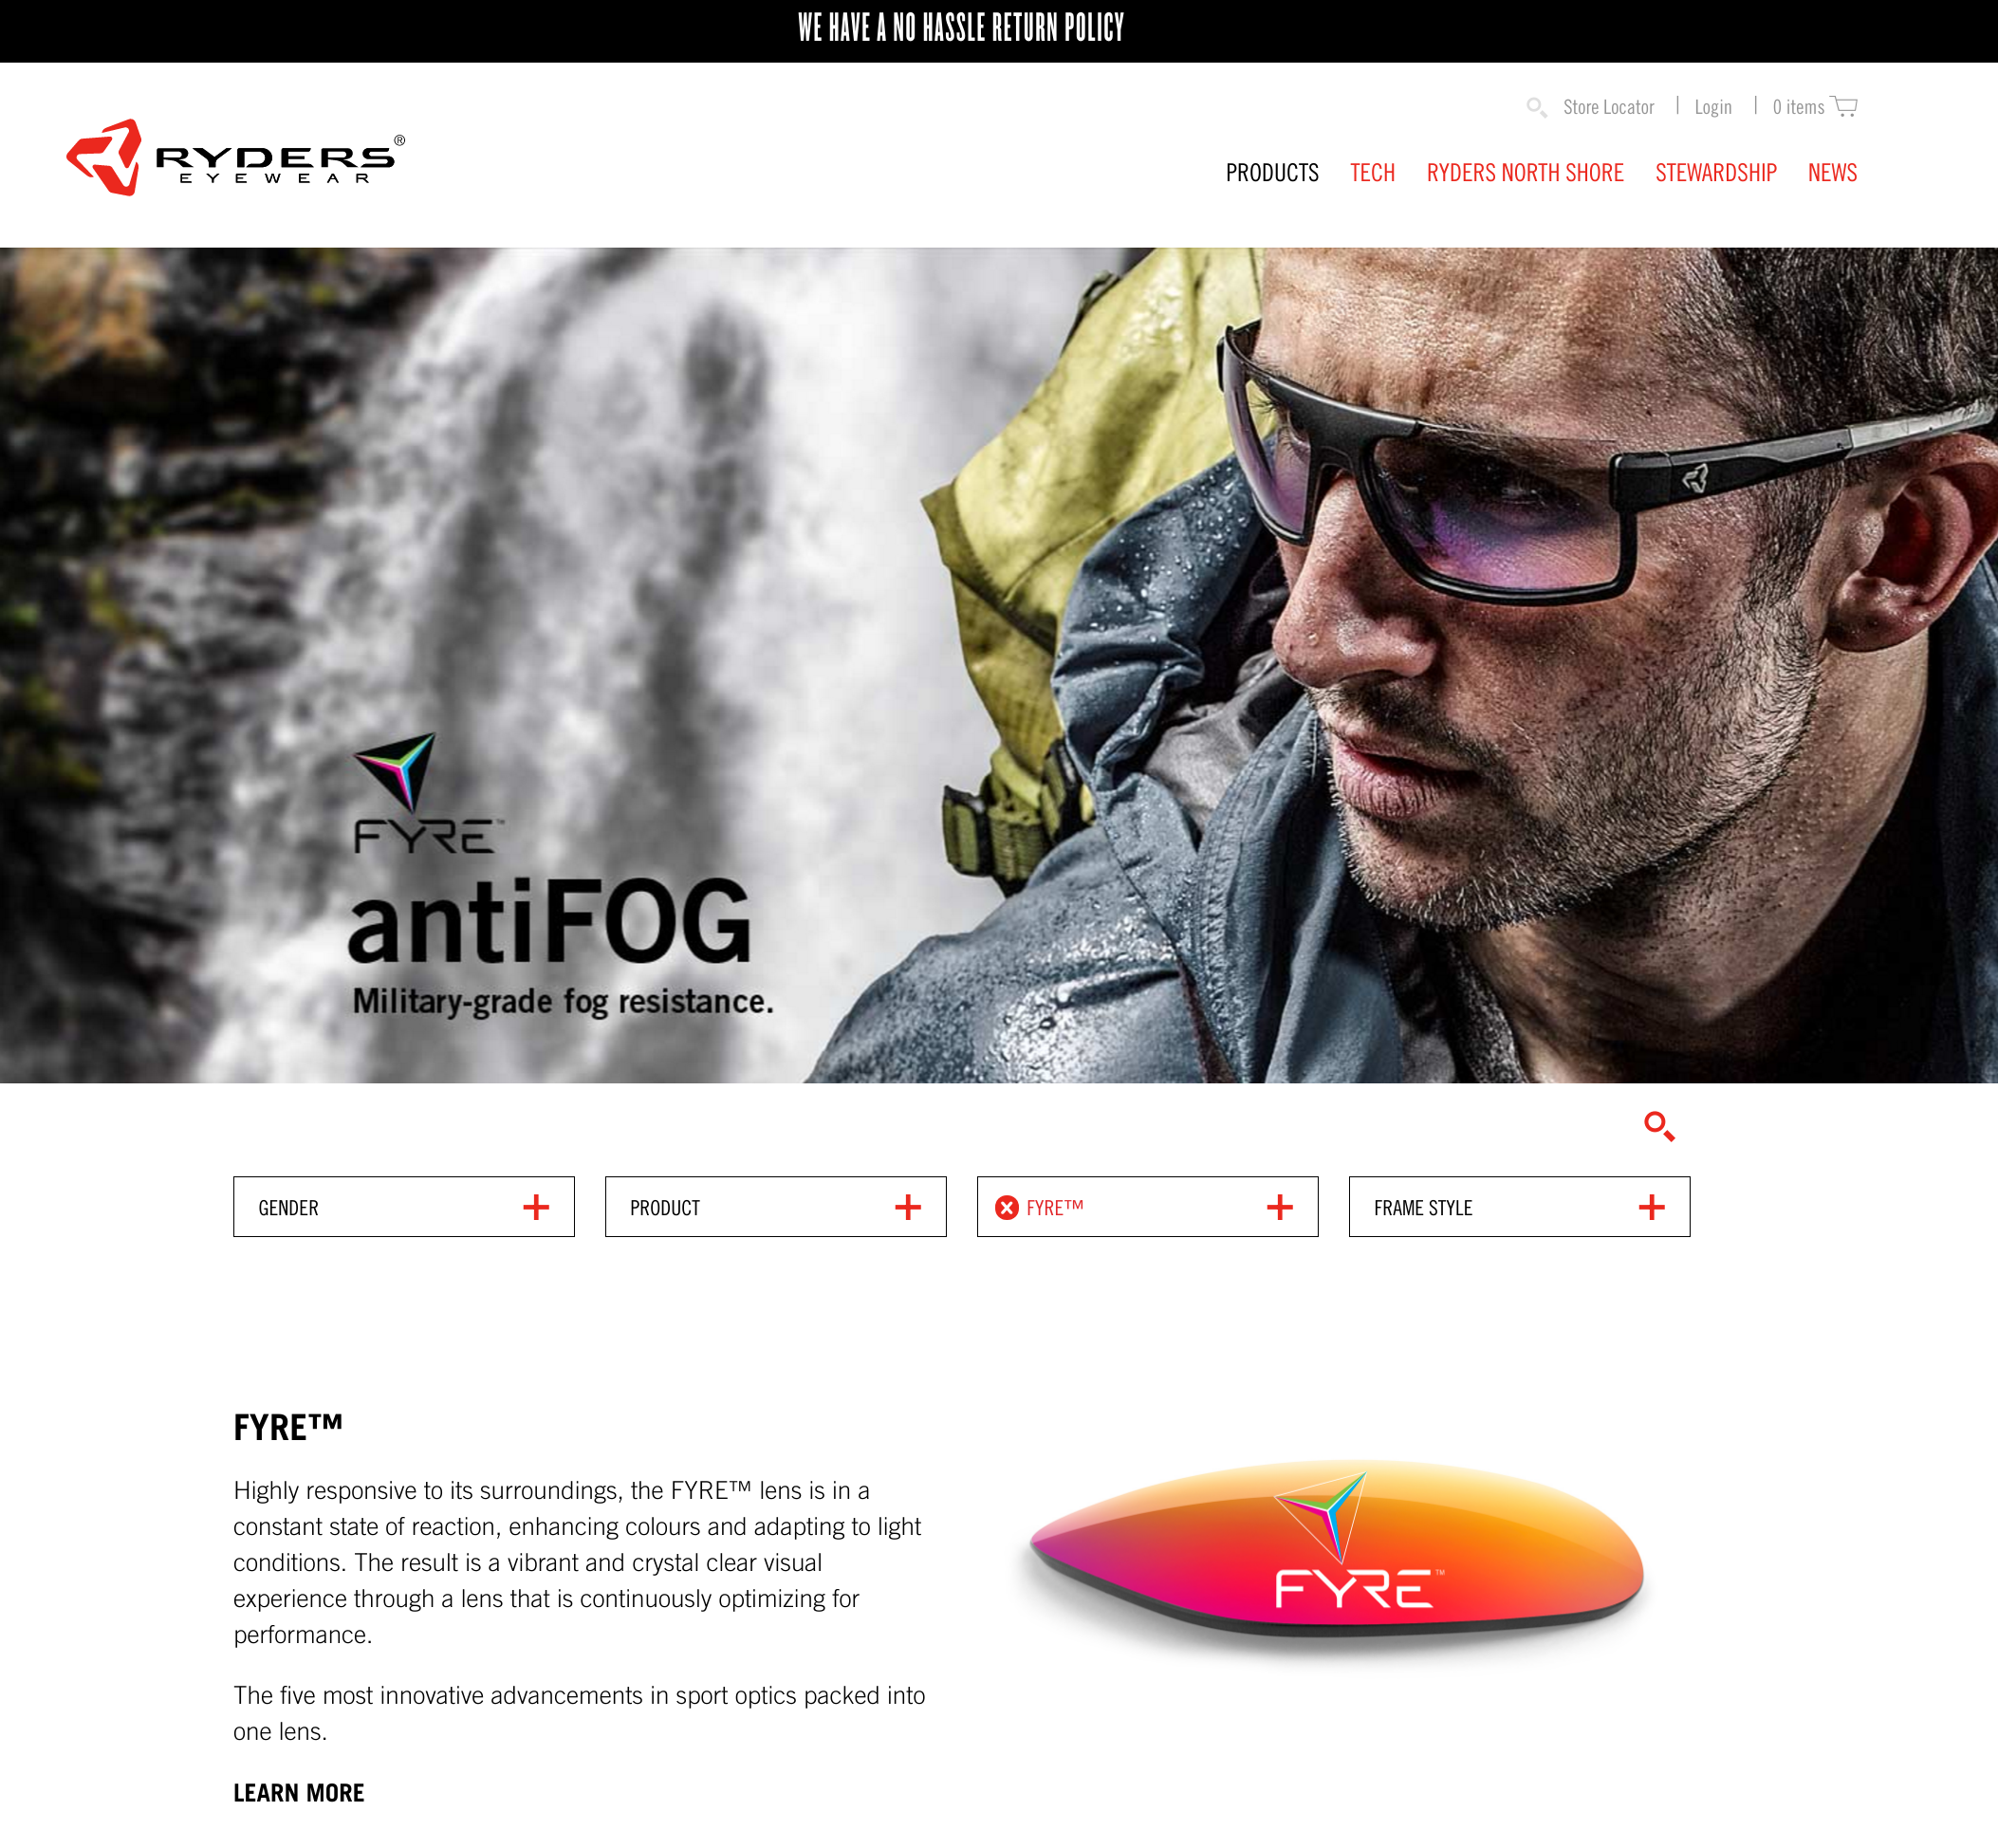 WE HAVE A NO HASSLE RETURN POLICY
Store Locator | Login | 0 items
RYDERS®
EYEWEAR
PRODUCTS TECH RYDERS NORTH SHORE STEWARDSHIP NEWS
FYRE™
antiFOG
Military-grade fog resistance.
GENDER
PRODUCT
FYRE™
FRAME STYLE
FYRE™
Highly responsive to its surroundings, the FYRE™ lens is in a
constant state of reaction, enhancing colours and adapting to light
conditions. The result is a vibrant and crystal clear visual
experience through a lens that is continuously optimizing for
performance.
The five most innovative advancements in sport optics packed into
one lens.
LEARN MORE
FYRE™